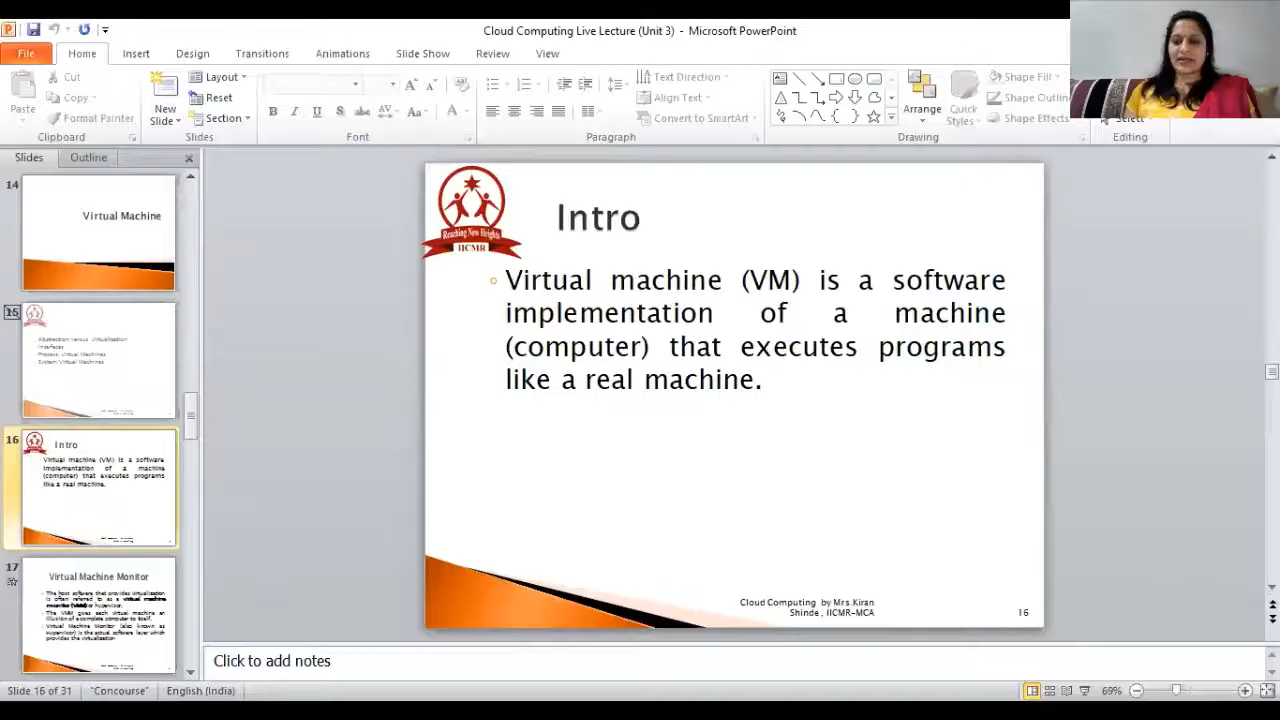 Cloud Computing Live Lecture (Unit 3) - Microsoft PowerPoint
File Home Insert Design Transitions Animations Slide Show Review View
Cut
Copy
Format Painter
Paste
Clipboard
New
Slide
Layout
Reset
Section
Slides
Font
Text Direction
Align Text
Convert to SmartArt
Paragraph
Arrange
Quick
Styles
Shape Fill
Shape Outline
Shape Effects
Drawing
Select
Editing
Slides Outline
14
Virtual Machine
15
Abstraction versus Virtualization
Interfaces
Process Virtual Machines
System Virtual Machines
16
Intro
Virtual machine (VM) is a software
implementation of a machine
(computer) that executes programs
like a real machine.
17
Virtual Machine Monitor
The host software that provides virtualization
is often referred to as a virtual machine
monitor (VMM) or hypervisor.
The VMM gives each virtual machine an
illusion of a complete computer to itself.
Virtual Machine Monitor (also known as
Hypervisor) is the actual software layer which
provides the virtualization
Reaching New Heights
IICMR
Intro
Virtual machine (VM) is a software
implementation of a machine
(computer) that executes programs
like a real machine.
Cloud Computing by Mrs.Kiran
Shinde , IICMR-MCA
16
Click to add notes
Slide 16 of 31 "Concourse" English (India) 69%